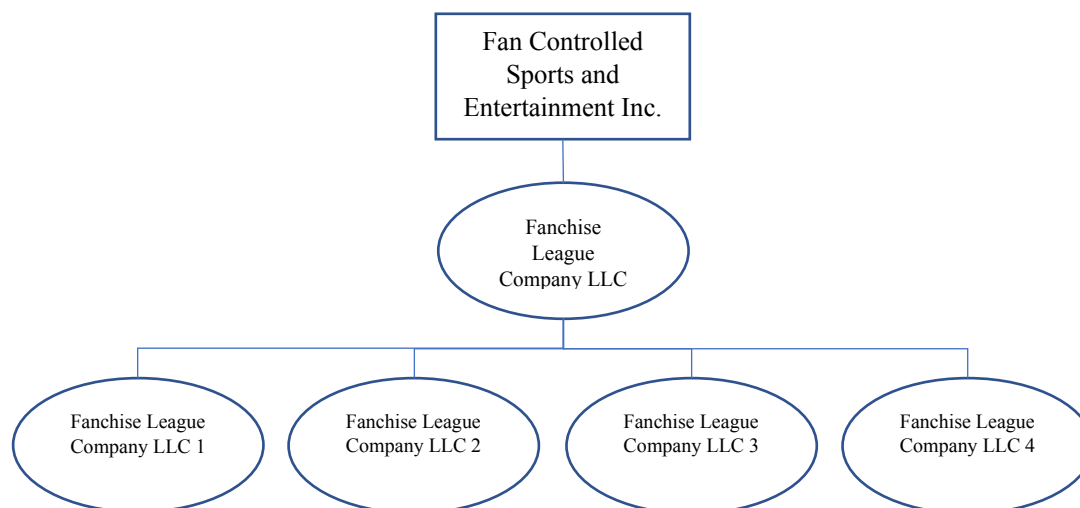 Fan Controlled
Sports and
Entertainment Inc.
Fanchise
League
Company LLC
Fanchise League
Company LLC 1
Fanchise League
Company LLC 2
Fanchise League
Company LLC 3
Fanchise League
Company LLC 4